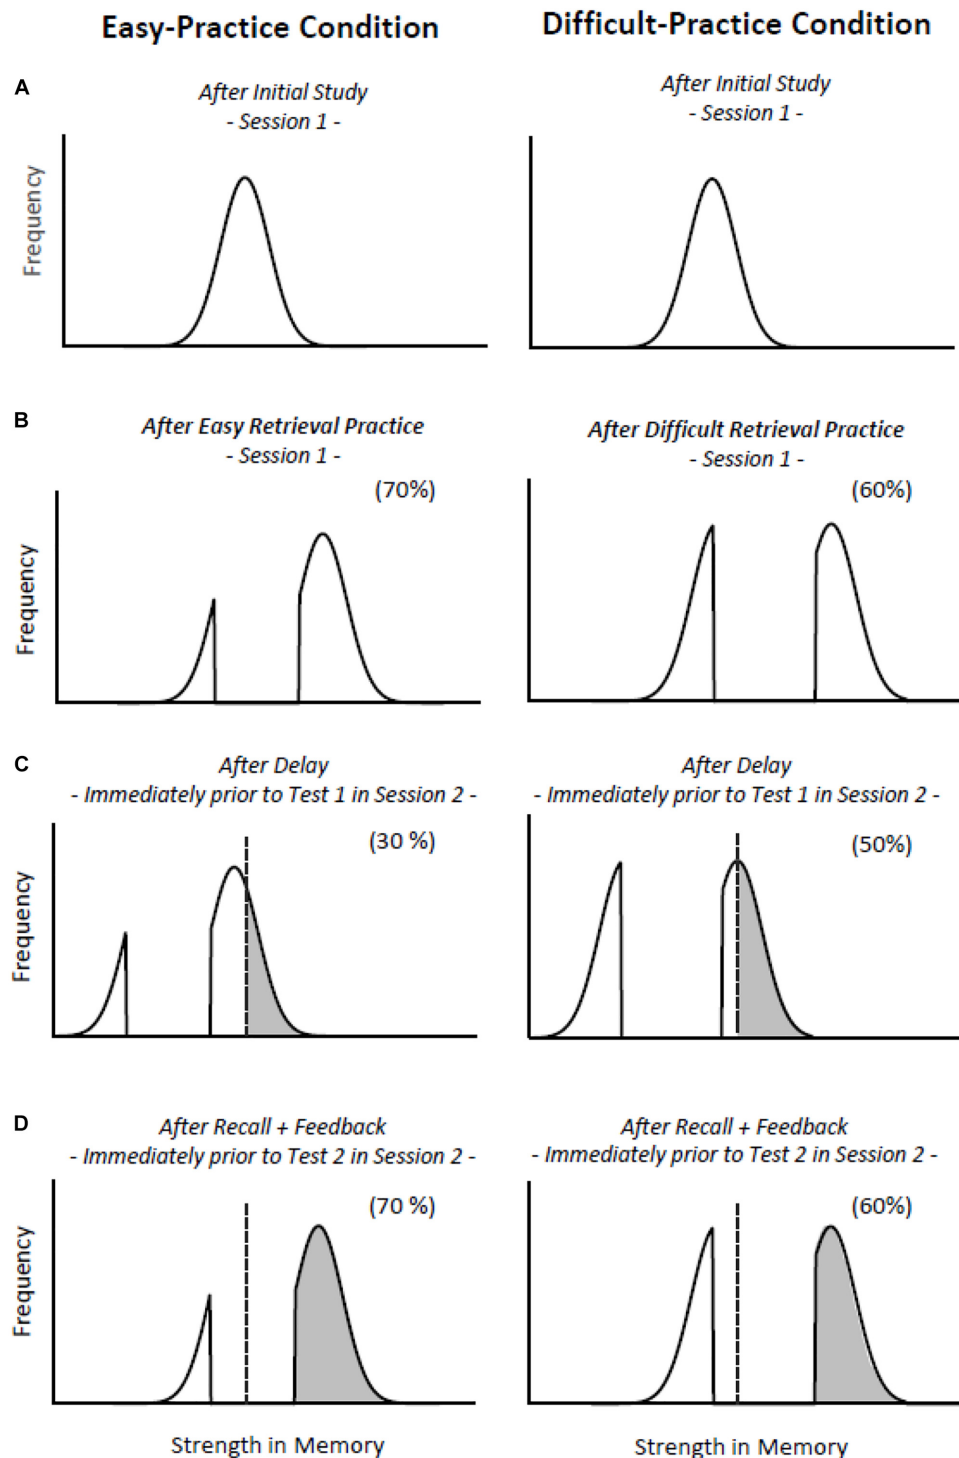 Easy-Practice Condition
Difficult-Practice Condition
A
After Initial Study
- Session 1 -
After Initial Study
- Session 1 -
Frequency
B
After Easy Retrieval Practice
- Session 1 -
(70%)
After Difficult Retrieval Practice
- Session 1 -
(60%)
Frequency
C
After Delay
- Immediately prior to Test 1 in Session 2 -
(30 %)
After Delay
- Immediately prior to Test 1 in Session 2 -
(50%)
Frequency
D
After Recall + Feedback
- Immediately prior to Test 2 in Session 2 -
(70 %)
After Recall + Feedback
- Immediately prior to Test 2 in Session 2 -
(60%)
Frequency
Strength in Memory
Strength in Memory